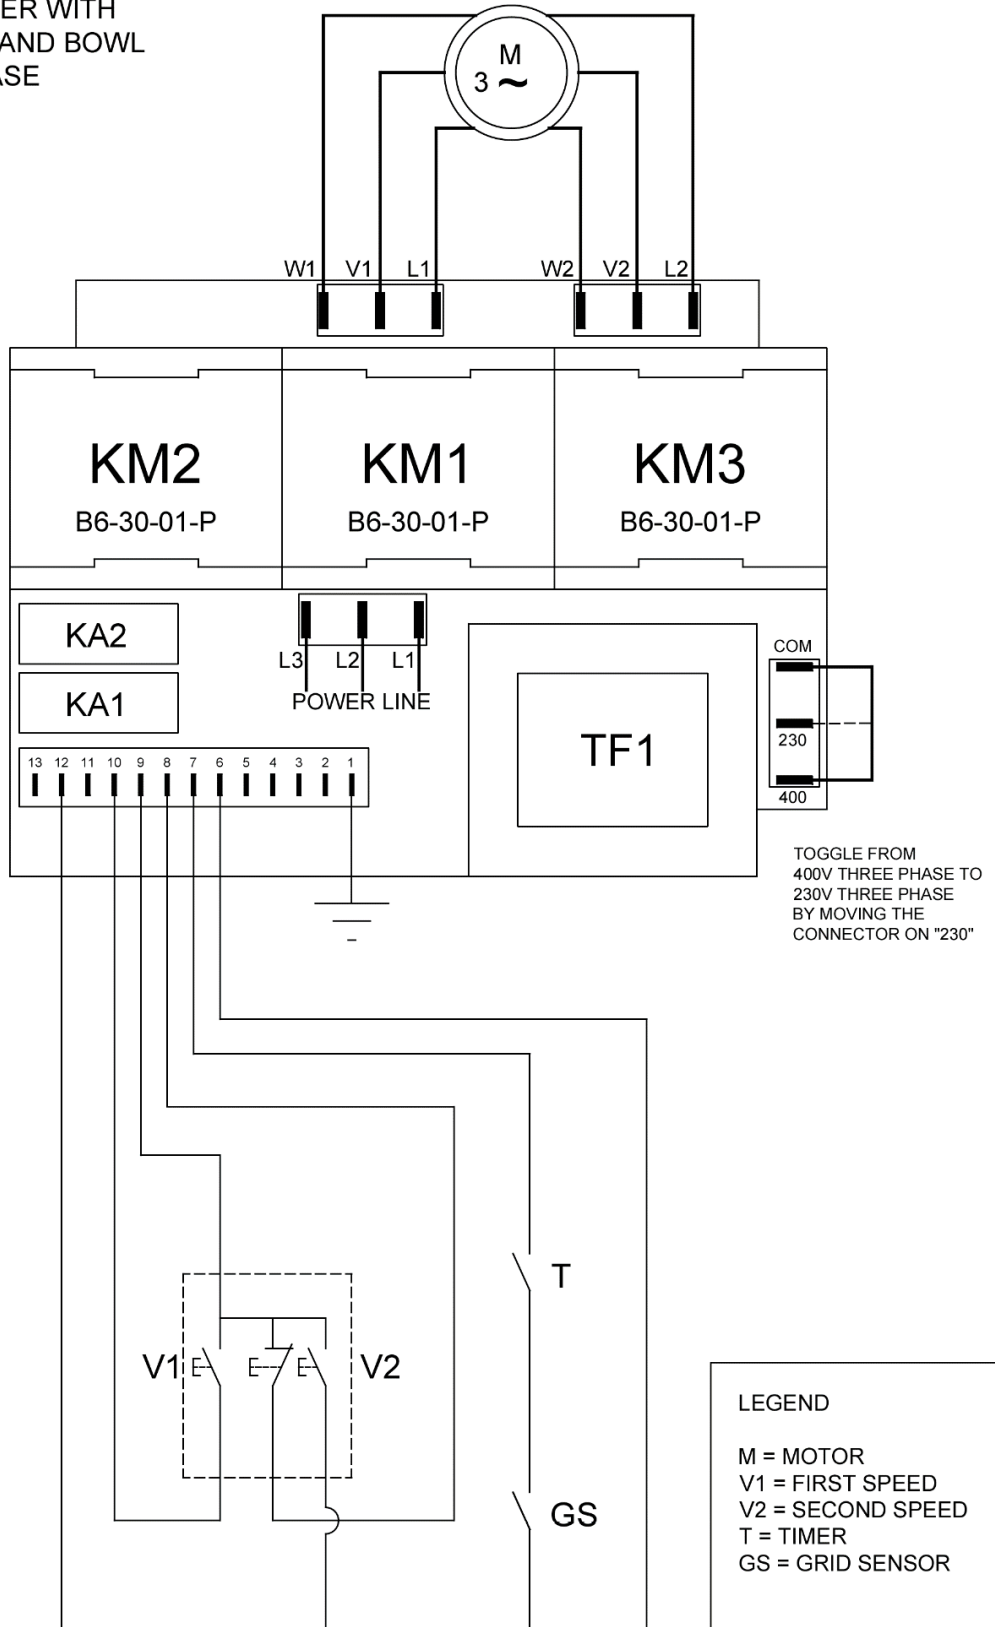 ER WITH
AND BOWL
ASE
M
3 ~
W1 V1 L1 W2 V2 L2
KM2 KM1 KM3
B6-30-01-P B6-30-01-P B6-30-01-P
KA2
KA1
L3 L2 L1
POWER LINE
TF1
COM
230
400
13 12 11 10 9 8 7 6 5 4 3 2 1
TOGGLE FROM
400V THREE PHASE TO
230V THREE PHASE
BY MOVING THE
CONNECTOR ON "230"
T
V1 V2
GS
LEGEND
M = MOTOR
V1 = FIRST SPEED
V2 = SECOND SPEED
T = TIMER
GS = GRID SENSOR